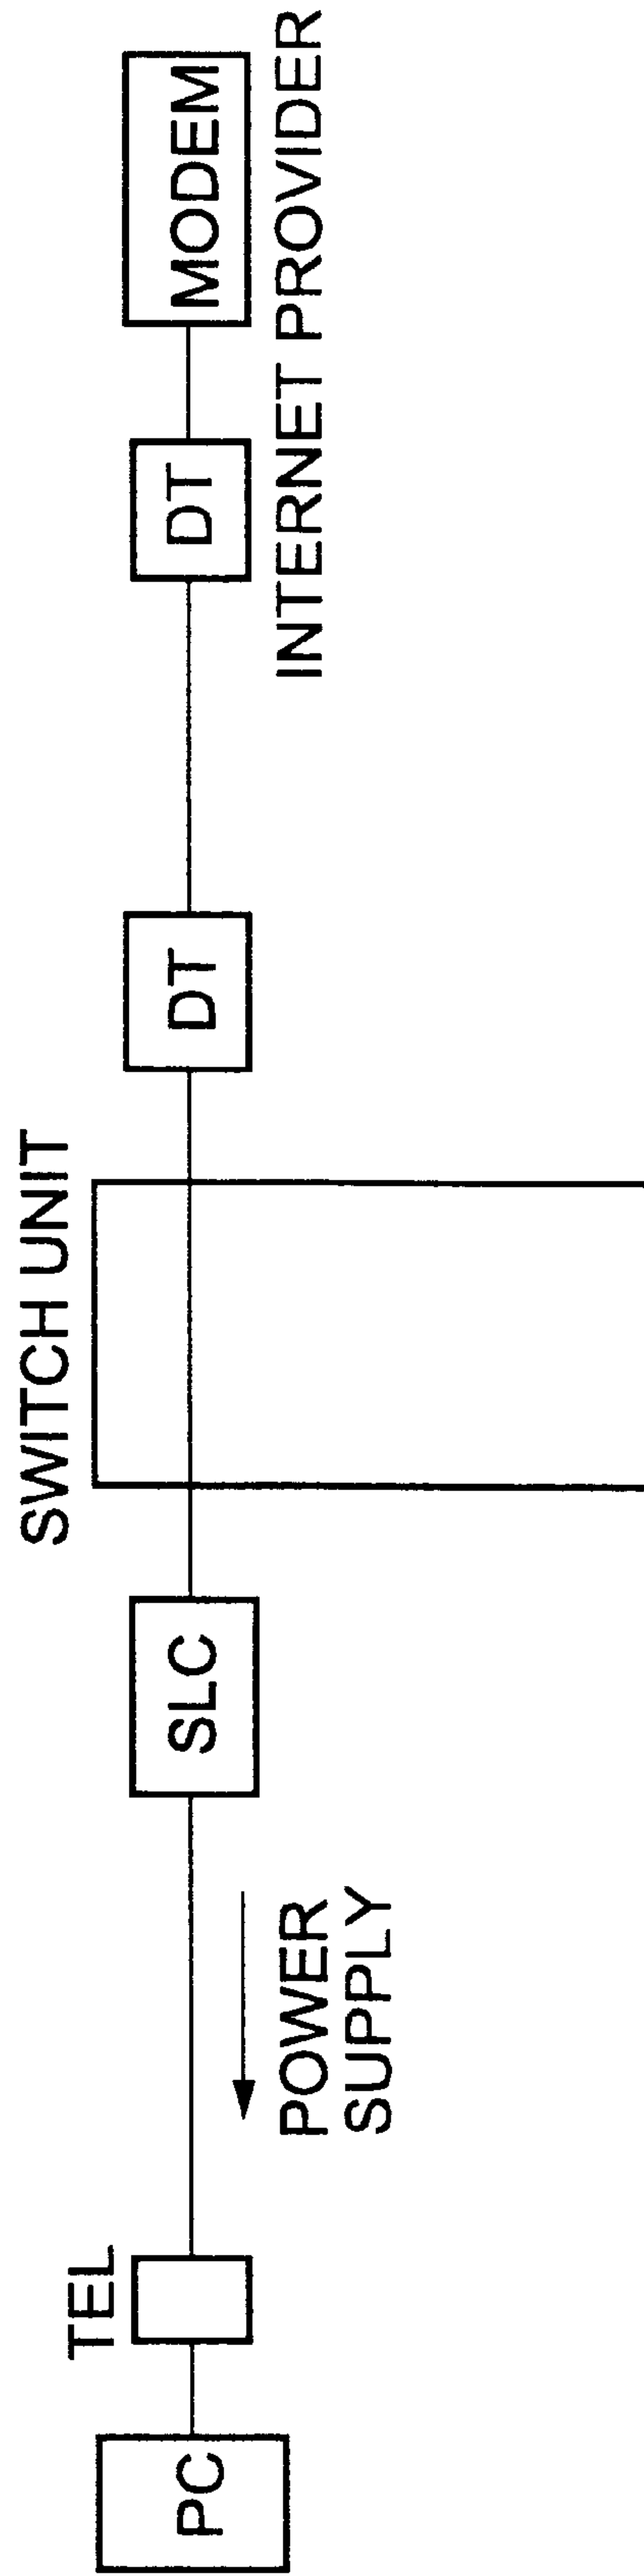 SWITCH UNIT
TEL
PC
SLC
DT
DT
MODEM
POWER
SUPPLY
INTERNET PROVIDER